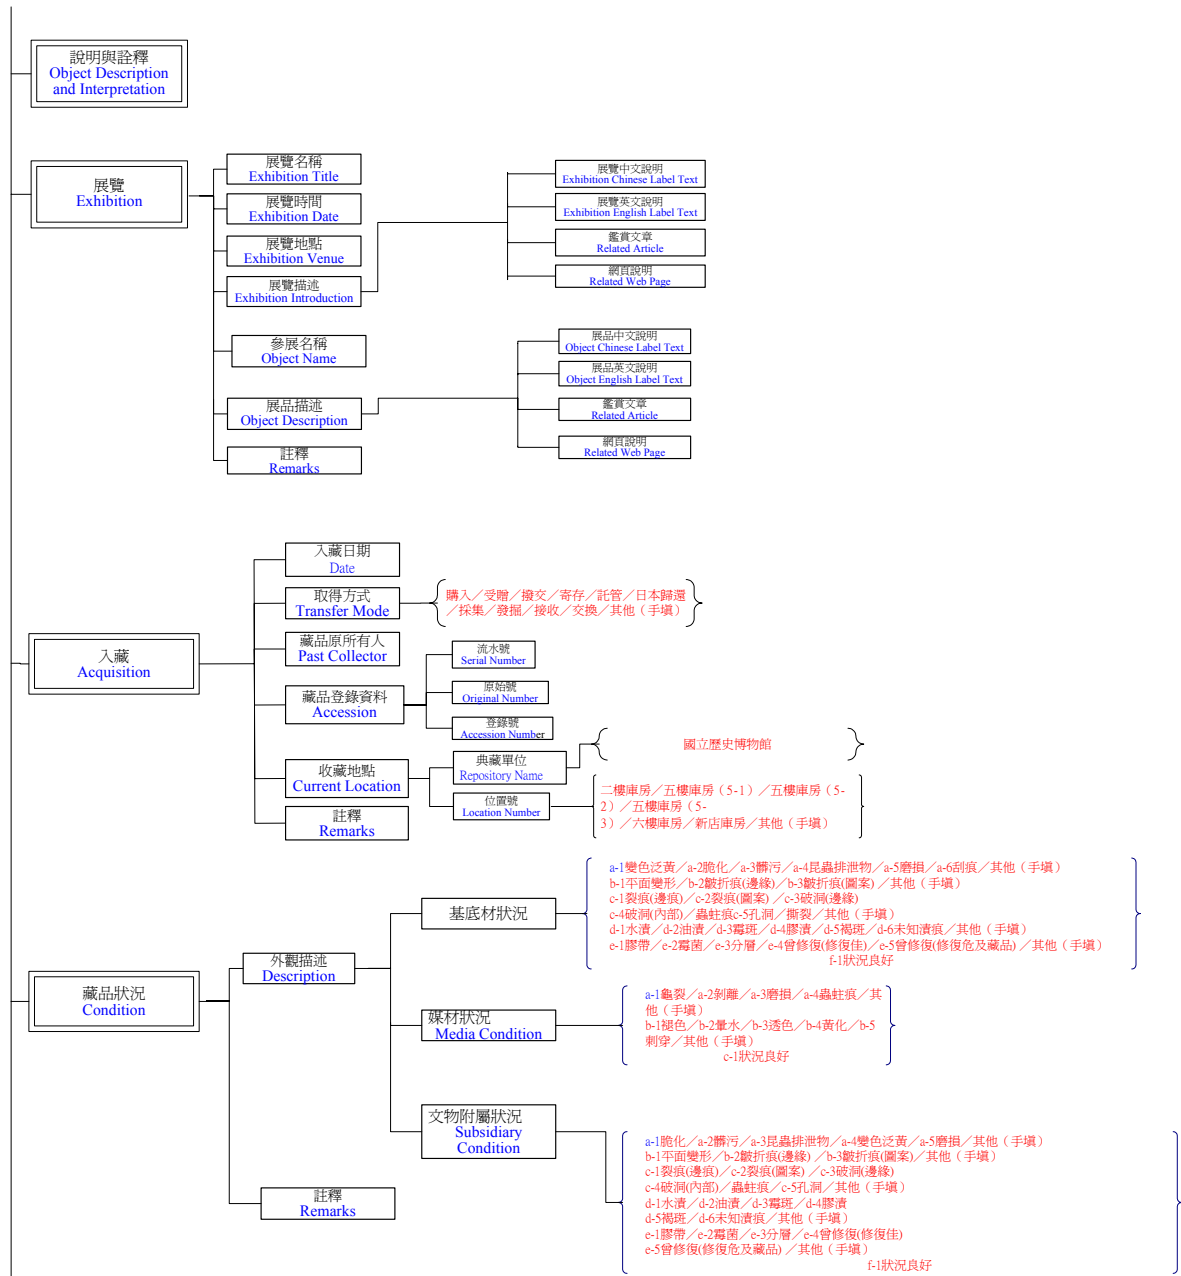 說明與詮釋
Object Description
and Interpretation
展覽
Exhibition
展覽名稱
Exhibition Title
展覽時間
Exhibition Date
展覽地點
Exhibition Venue
展覽描述
Exhibition Introduction
展覽中文說明
Exhibition Chinese Label Text
展覽英文說明
Exhibition English Label Text
鑑賞文章
Related Article
網頁說明
Related Web Page
參展名稱
Object Name
展品描述
Object Description
展品中文說明
Object Chinese Label Text
展品英文說明
Object English Label Text
鑑賞文章
Related Article
網頁說明
Related Web Page
註釋
Remarks
入藏
Acquisition
入藏日期
Date
取得方式
Transfer Mode
購入／受贈／撥交／寄存／託管／日本歸還
／採集／發掘／接收／交換／其他（手塡）
藏品原所有人
Past Collector
藏品登錄資料
Accession
流水號
Serial Number
原始號
Original Number
登錄號
Accession Number
收藏地點
Current Location
典藏單位
Repository Name
國立歷史博物館
位置號
Location Number
二樓庫房／五樓庫房（5-1）／五樓庫房（5-
2）／五樓庫房（5-
3）／六樓庫房／新店庫房／其他（手塡）
註釋
Remarks
藏品狀況
Condition
外觀描述
Description
基底材狀況
a-1變色泛黃／a-2脆化／a-3髒污／a-4昆蟲排泄物／a-5磨損／a-6刮痕／其他（手塡）
b-1平面變形／b-2皺折痕(邊緣)／b-3皺折痕(圖案) ／其他（手塡）
c-1裂痕(邊痕)／c-2裂痕(圖案) ／c-3破洞(邊緣)
c-4破洞(內部)／蟲蛀痕c-5孔洞／撕裂／其他（手塡）
d-1水漬／d-2油漬／d-3霉斑／d-4膠漬／d-5褐斑／d-6未知漬痕／其他（手塡）
e-1膠帶／e-2霉菌／e-3分層／e-4曾修復(修復佳)／e-5曾修復(修復危及藏品) ／其他（手塡）
f-1狀況良好
媒材狀況
Media Condition
a-1龜裂／a-2剝離／a-3磨損／a-4蟲蛀痕／其
他（手塡）
b-1褪色／b-2暈水／b-3透色／b-4黃化／b-5
刺穿／其他（手塡）
c-1狀況良好
文物附屬狀況
Subsidiary
Condition
a-1脆化／a-2髒污／a-3昆蟲排泄物／a-4變色泛黃／a-5磨損／其他（手塡）
b-1平面變形／b-2皺折痕(邊緣) ／b-3皺折痕(圖案)／其他（手塡）
c-1裂痕(邊痕)／c-2裂痕(圖案) ／c-3破洞(邊緣)
c-4破洞(內部)／蟲蛀痕／c-5孔洞／其他（手塡）
d-1水漬／d-2油漬／d-3霉斑／d-4膠漬
d-5褐斑／d-6未知漬痕／其他（手塡）
e-1膠帶／e-2霉菌／e-3分層／e-4曾修復(修復佳)
e-5曾修復(修復危及藏品) ／其他（手塡）
f-1狀況良好
註釋
Remarks